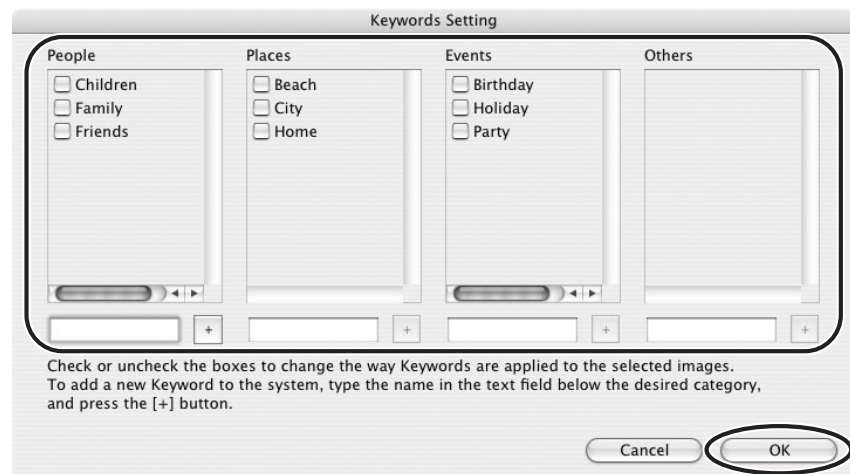 Keywords Setting
People Places Events Others
Children Beach Birthday
Family City Holiday
Friends Home Party
+ + + +
Check or uncheck the boxes to change the way Keywords are applied to the selected images.
To add a new Keyword to the system, type the name in the text field below the desired category,
and press the [+] button.
Cancel OK